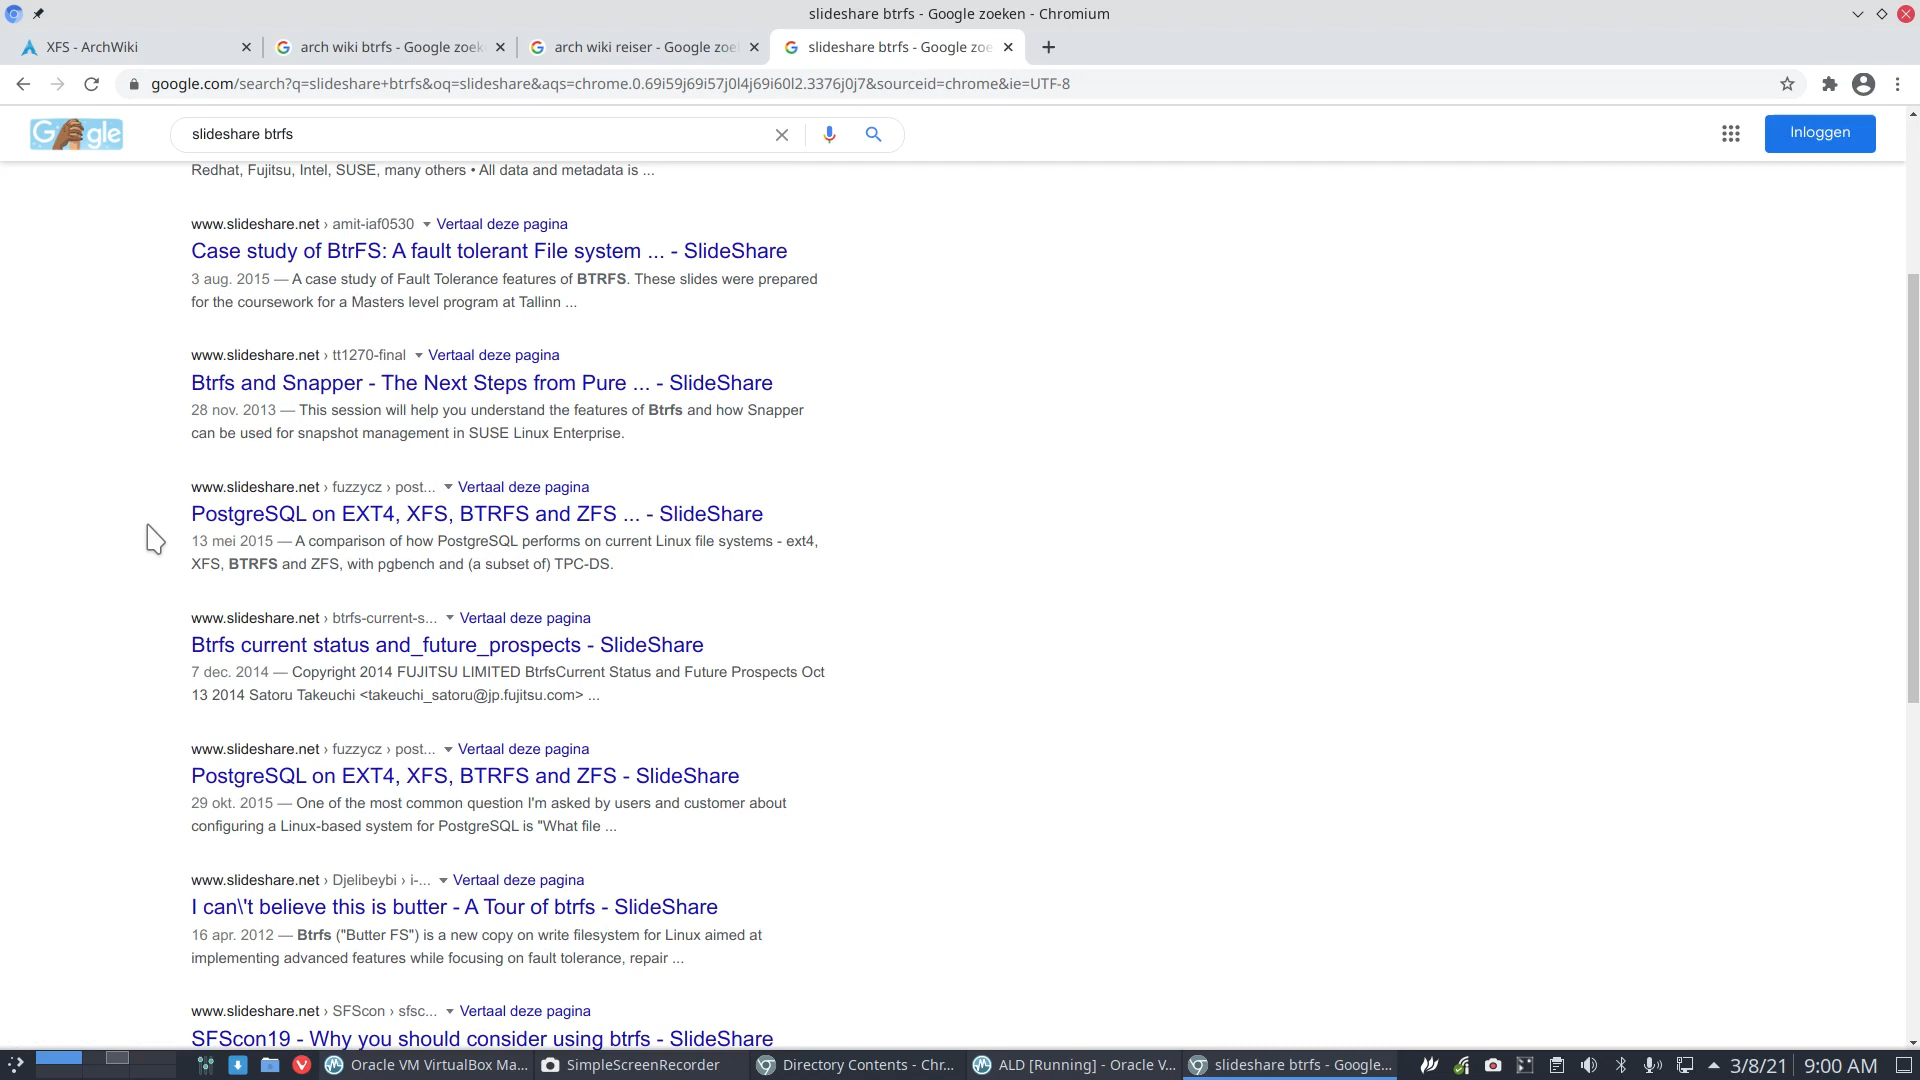 slideshare btrfs - Google zoeken - Chromium
XFS - ArchWiki
arch wiki btrfs - Google zoek
arch wiki reiser - Google zoe
slideshare btrfs - Google zoe
google.com/search?q=slideshare+btrfs&oq=slideshare&aqs=chrome.0.69i59j69i57j0l4j69i60l2.3376j0j7&sourceid=chrome&ie=UTF-8
Google
slideshare btrfs
Inloggen
Redhat, Fujitsu, Intel, SUSE, many others • All data and metadata is ...
www.slideshare.net › amit-iaf0530 Vertaal deze pagina
Case study of BtrFS: A fault tolerant File system ... - SlideShare
3 aug. 2015 — A case study of Fault Tolerance features of BTRFS. These slides were prepared
for the coursework for a Masters level program at Tallinn ...
www.slideshare.net › tt1270-final Vertaal deze pagina
Btrfs and Snapper - The Next Steps from Pure ... - SlideShare
28 nov. 2013 — This session will help you understand the features of Btrfs and how Snapper
can be used for snapshot management in SUSE Linux Enterprise.
www.slideshare.net › fuzzycz › post... Vertaal deze pagina
PostgreSQL on EXT4, XFS, BTRFS and ZFS ... - SlideShare
13 mei 2015 — A comparison of how PostgreSQL performs on current Linux file systems - ext4,
XFS, BTRFS and ZFS, with pgbench and (a subset of) TPC-DS.
www.slideshare.net › btrfs-current-s... Vertaal deze pagina
Btrfs current status and_future_prospects - SlideShare
7 dec. 2014 — Copyright 2014 FUJITSU LIMITED BtrfsCurrent Status and Future Prospects Oct
13 2014 Satoru Takeuchi <takeuchi_satoru@jp.fujitsu.com> ...
www.slideshare.net › fuzzycz › post... Vertaal deze pagina
PostgreSQL on EXT4, XFS, BTRFS and ZFS - SlideShare
29 okt. 2015 — One of the most common question I'm asked by users and customer about
configuring a Linux-based system for PostgreSQL is "What file ...
www.slideshare.net › Djelibeybi › i-... Vertaal deze pagina
I can\'t believe this is butter - A Tour of btrfs - SlideShare
16 apr. 2012 — Btrfs ("Butter FS") is a new copy on write filesystem for Linux aimed at
implementing advanced features while focusing on fault tolerance, repair ...
www.slideshare.net › SFScon › sfsc... Vertaal deze pagina
SFScon19 - Why you should consider using btrfs - SlideShare
Oracle VM VirtualBox Ma...
SimpleScreenRecorder
Directory Contents - Chr...
ALD [Running] - Oracle V...
slideshare btrfs - Google...
3/8/21
9:00 AM